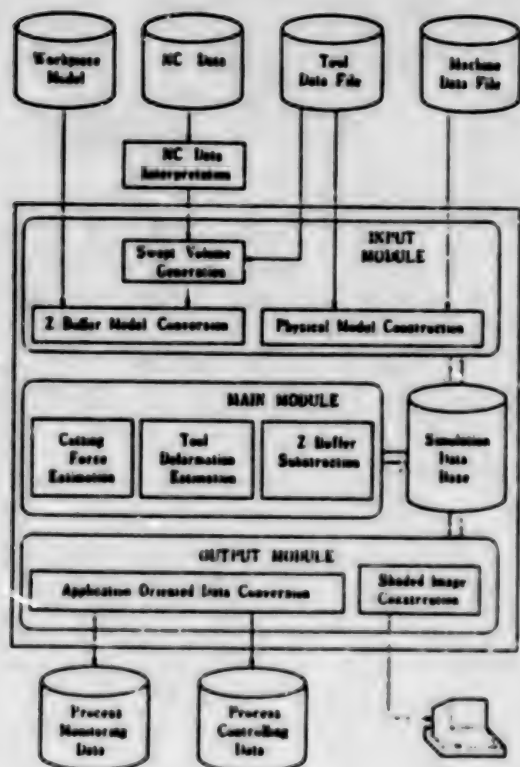 Workpiece
Model
NC Data
Tool
Data File
Machine
Data File
NC Data
Interpretation
INPUT
MODULE
Swept Volume
Generation
Z Buffer Model Conversion
Physical Model Construction
MAIN MODULE
Cutting
Force
Estimation
Tool
Deformation
Estimation
Z Buffer
Substruction
Simulation
Data
Base
OUTPUT MODULE
Application Oriented Data Conversion
Shaded Image
Construction
Process
Monitoring
Data
Process
Controlling
Data